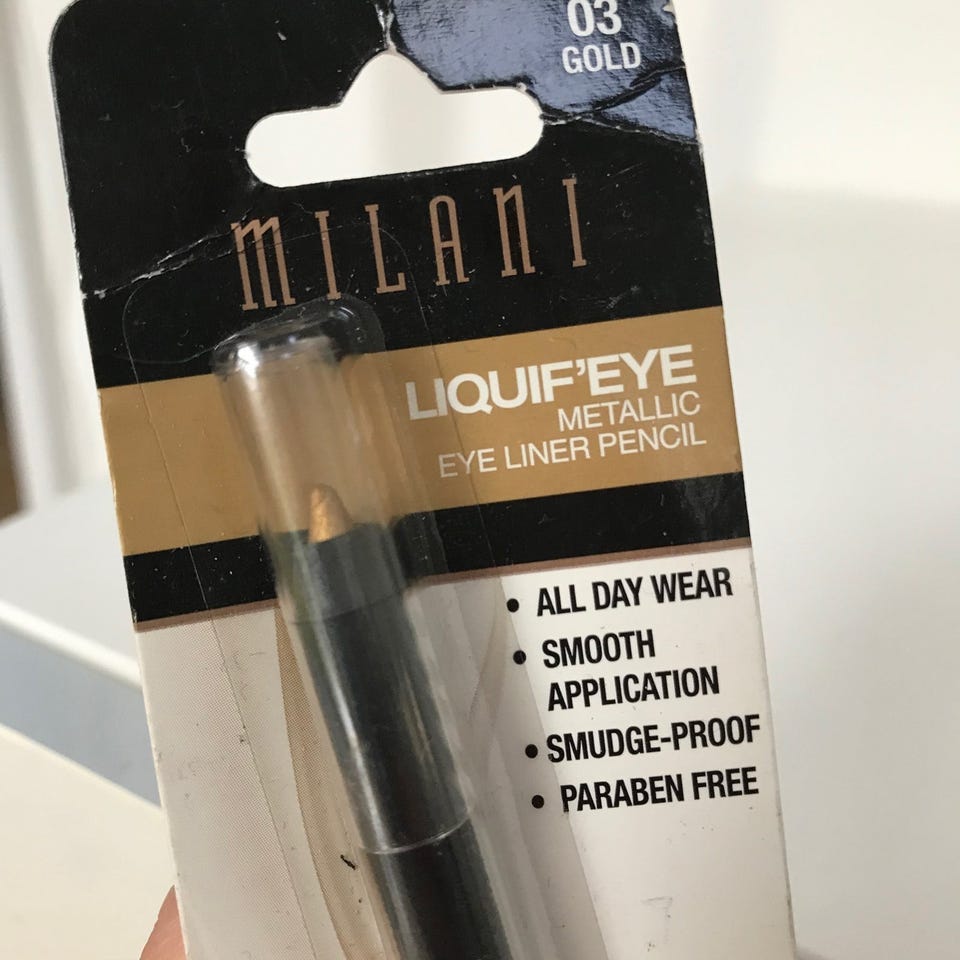 03
GOLD
MILANI
LIQUIF'EYE
METALLIC
EYE LINER PENCIL
• ALL DAY WEAR
• SMOOTH
APPLICATION
• SMUDGE-PROOF
• PARABEN FREE